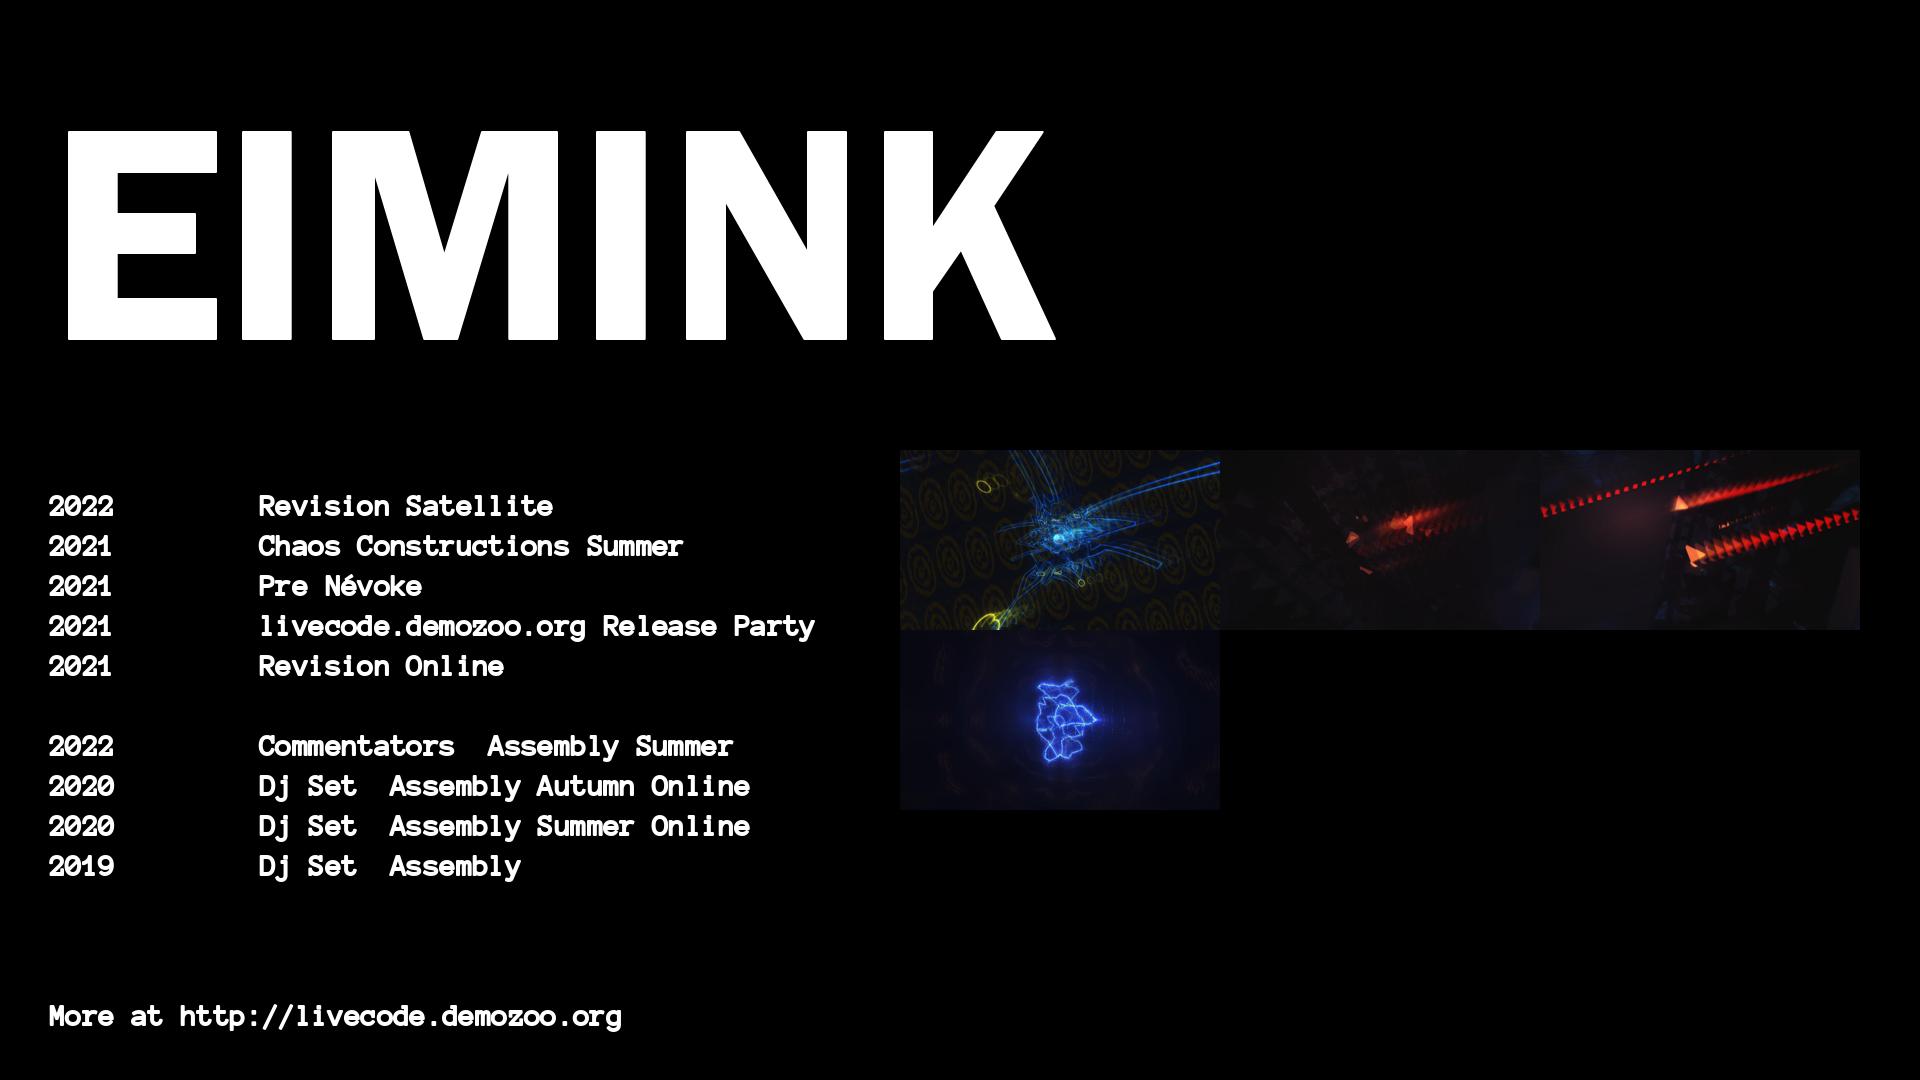 EIMINK
2022 Revision Satellite
2021 Chaos Constructions Summer
2021 Pre Névoke
2021 livecode.demozoo.org Release Party
2021 Revision Online
2022 Commentators  Assembly Summer
2020 Dj Set  Assembly Autumn Online
2020 Dj Set  Assembly Summer Online
2019 Dj Set  Assembly
More at http://livecode.demozoo.org